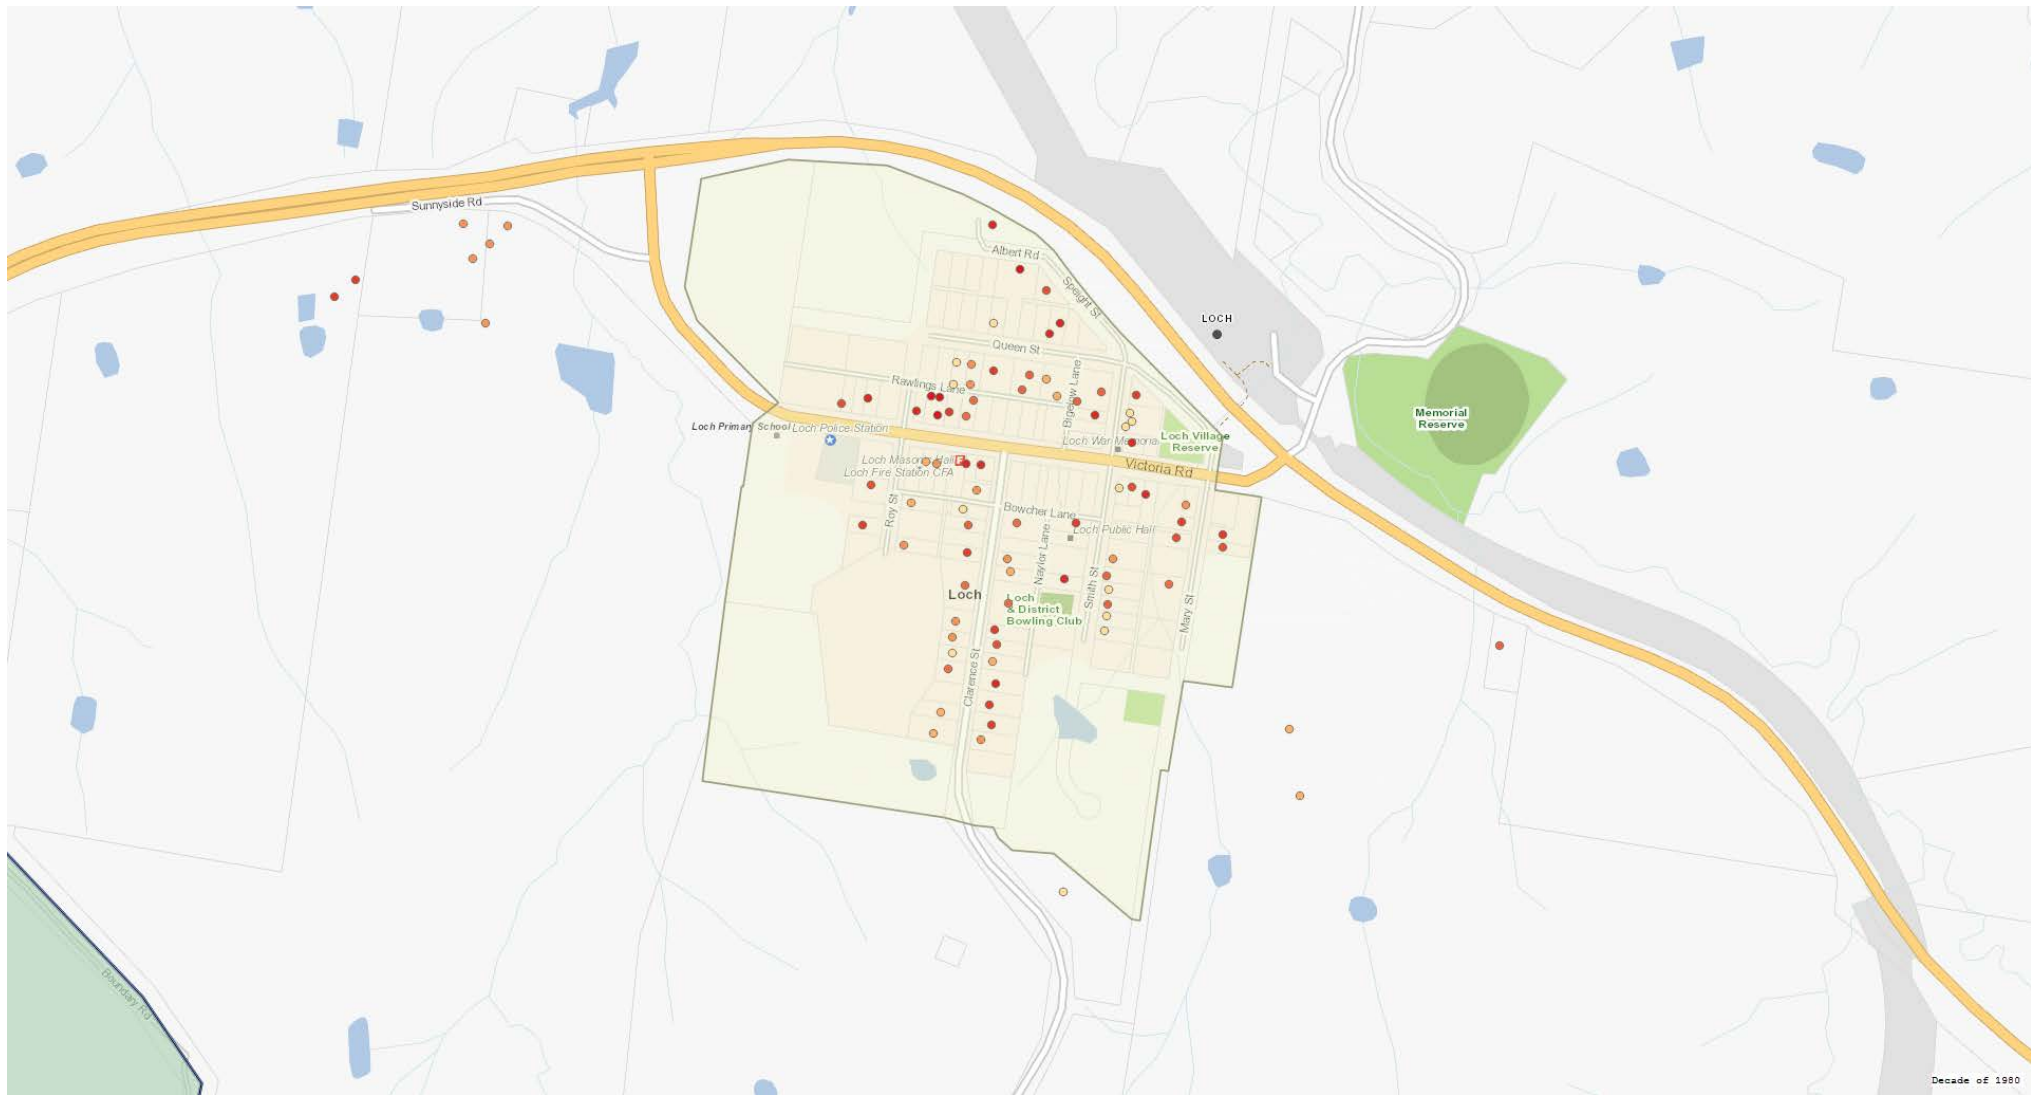 Sunnyside Rd
Albert Rd
Speight St
LOCH
Queen St
Rawlings Lane
Bigelow Lane
Memorial
Reserve
Loch Primary School
Loch Police Station
Loch War Memorial
Loch Village
Reserve
Loch Masonic Hall
F
Loch Fire Station CFA
Victoria Rd
Roy St
Bowcher Lane
Loch Public Hall
Naylor Lane
Smith St
Loch
Loch
& District
Bowling Club
Mary St
Clarence St
Boundary Rd
Decade of 1980